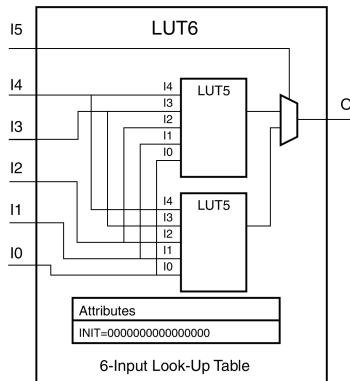 LUT6
I5
I4
I3
I2
I1
I0
I4
I3
I2
I1
I0
LUT5
I4
I3
I2
I1
I0
LUT5
O
Attributes
INIT=0000000000000000
6-Input Look-Up Table